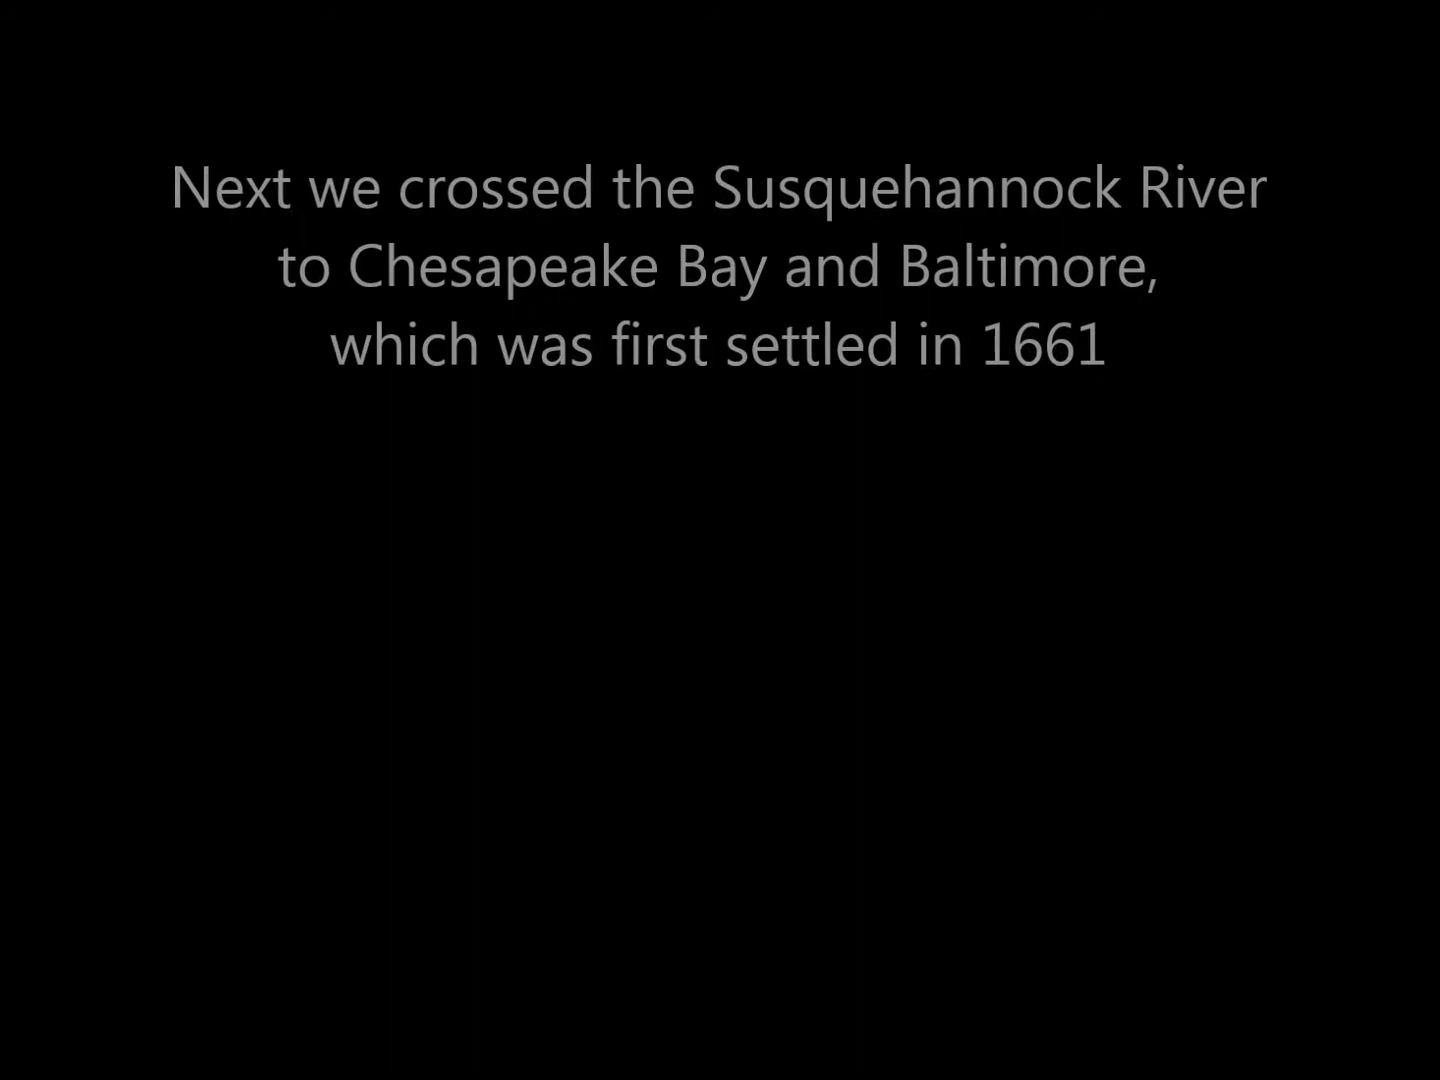 Next we crossed the Susquehannock River
to Chesapeake Bay and Baltimore,
which was first settled in 1661